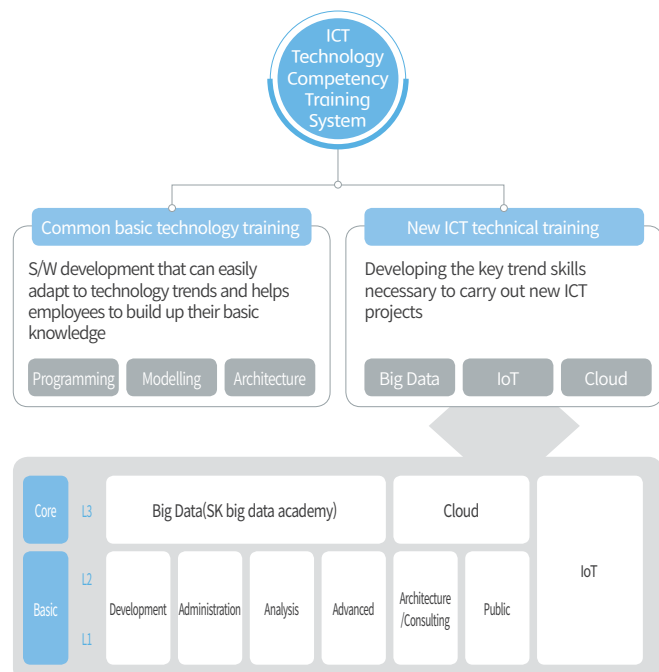 ICT
Technology
Competency
Training
System
Common basic technology training
S/W development that can easily
adapt to technology trends and helps
employees to build up their basic
knowledge
Programming Modelling Architecture
New ICT technical training
Developing the key trend skills
necessary to carry out new ICT
projects
Big Data IoT Cloud
Core L3 Big Data(SK big data academy) Cloud
IoT
Basic L2 L1
Development Administration Analysis Advanced
Architecture
/Consulting
Public